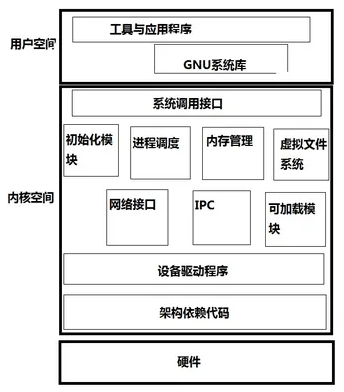 用户空间
工具与应用程序
GNU系统库
内核空间
系统调用接口
初始化模
块
进程调度
内存管理
虚拟文件
系统
网络接口
IPC
可加载模
块
设备驱动程序
架构依赖代码
硬件